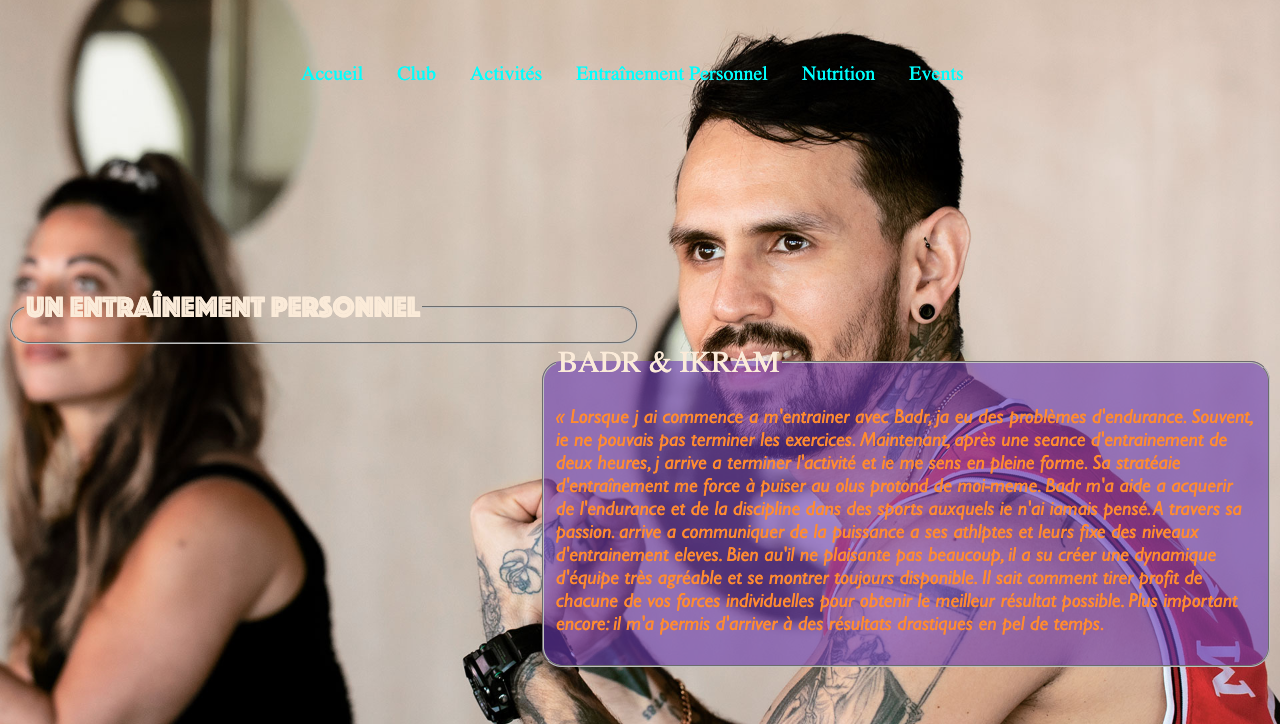 Accueil Club Activités Entraînement Personnel Nutrition Events
UN ENTRAÎNEMENT PERSONNEL
BADR & IKRAM
« Lorsque j ai commence a m'entrainer avec Badr, ja eu des problèmes d'endurance. Souvent,
ie ne pouvais pas terminer les exercices. Maintenant, après une seance d'entrainement de
deux heures, j arrive a terminer l'activité et ie me sens en pleine forme. Sa stratéaie
d'entraînement me force à puiser au olus protond de moi-meme. Badr m'a aide a acquerir
de l'endurance et de la discipline dans des sports auxquels ie n'ai iamais pensé. A travers sa
passion. arrive a communiquer de la puissance a ses athlptes et leurs fixe des niveaux
d'entrainement eleves. Bien qu'il ne plaisante pas beaucoup, il a su créer une dynamique
d'équipe très agréable et se montrer toujours disponible. Il sait comment tirer profit de
chacune de vos forces individuelles pour obtenir le meilleur résultat possible. Plus important
encore: il m'a permis d'arriver à des résultats drastiques en pel de temps.